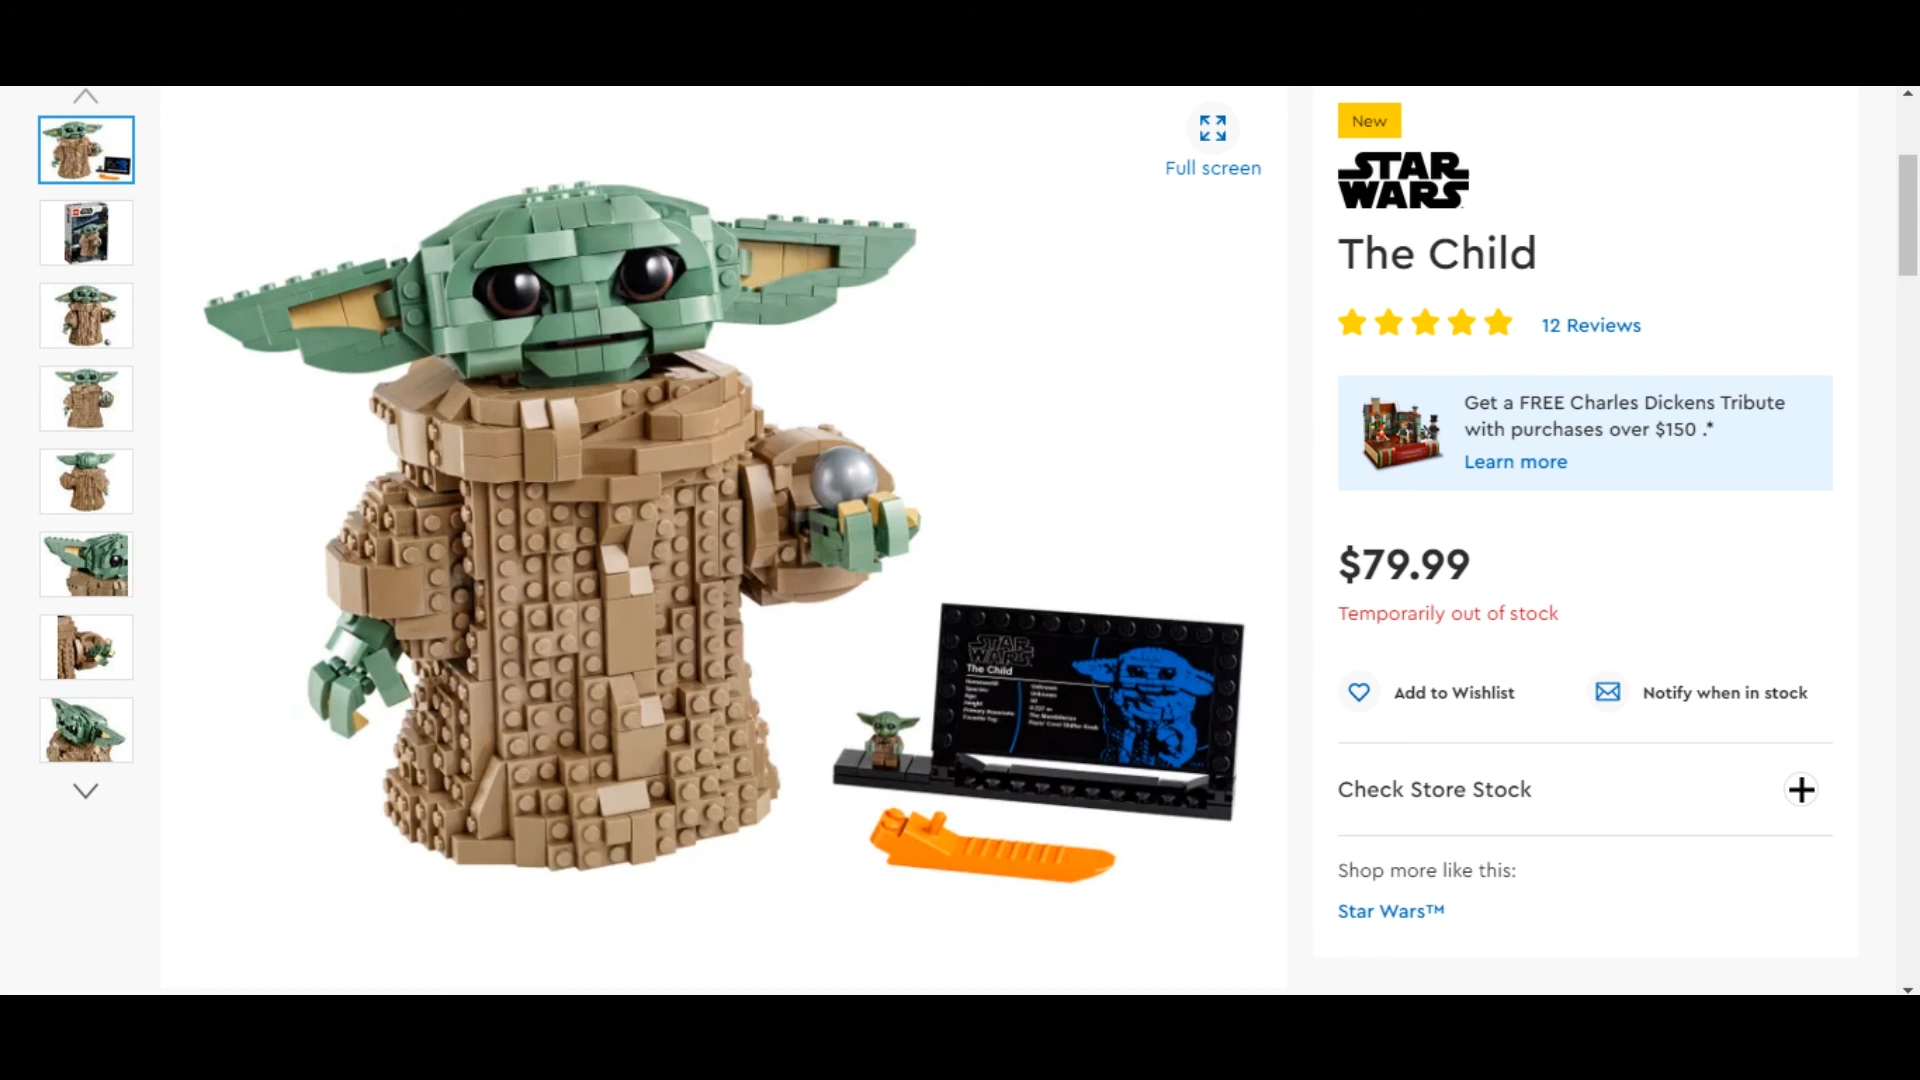 Full screen
New
STAR
WARS
The Child
12 Reviews
Get a FREE Charles Dickens Tribute
with purchases over $150 .*
Learn more
$79.99
Temporarily out of stock
Add to Wishlist
Notify when in stock
Check Store Stock
Shop more like this:
Star Wars™
STAR
WARS
The Child